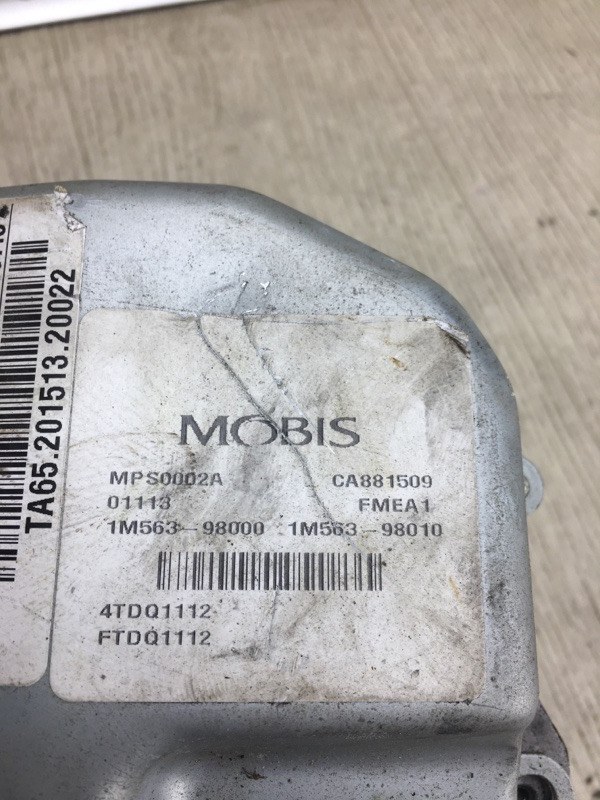 TA65.201513.20022
MOBIS
MPS0002A CA881509
01113 FMEA1
1M563-98000 1M563-98010
4TDQ1112
FTDQ1112